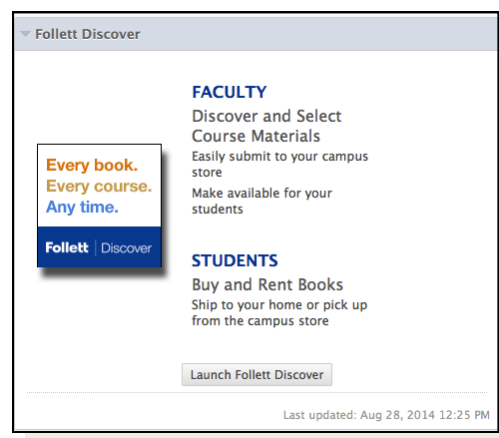 Follett Discover
FACULTY
Discover and Select
Course Materials
Easily submit to your campus
store
Make available for your
students
Every book.
Every course.
Any time.
Follett | Discover
STUDENTS
Buy and Rent Books
Ship to your home or pick up
from the campus store
Launch Follett Discover
Last updated: Aug 28, 2014 12:25 PM